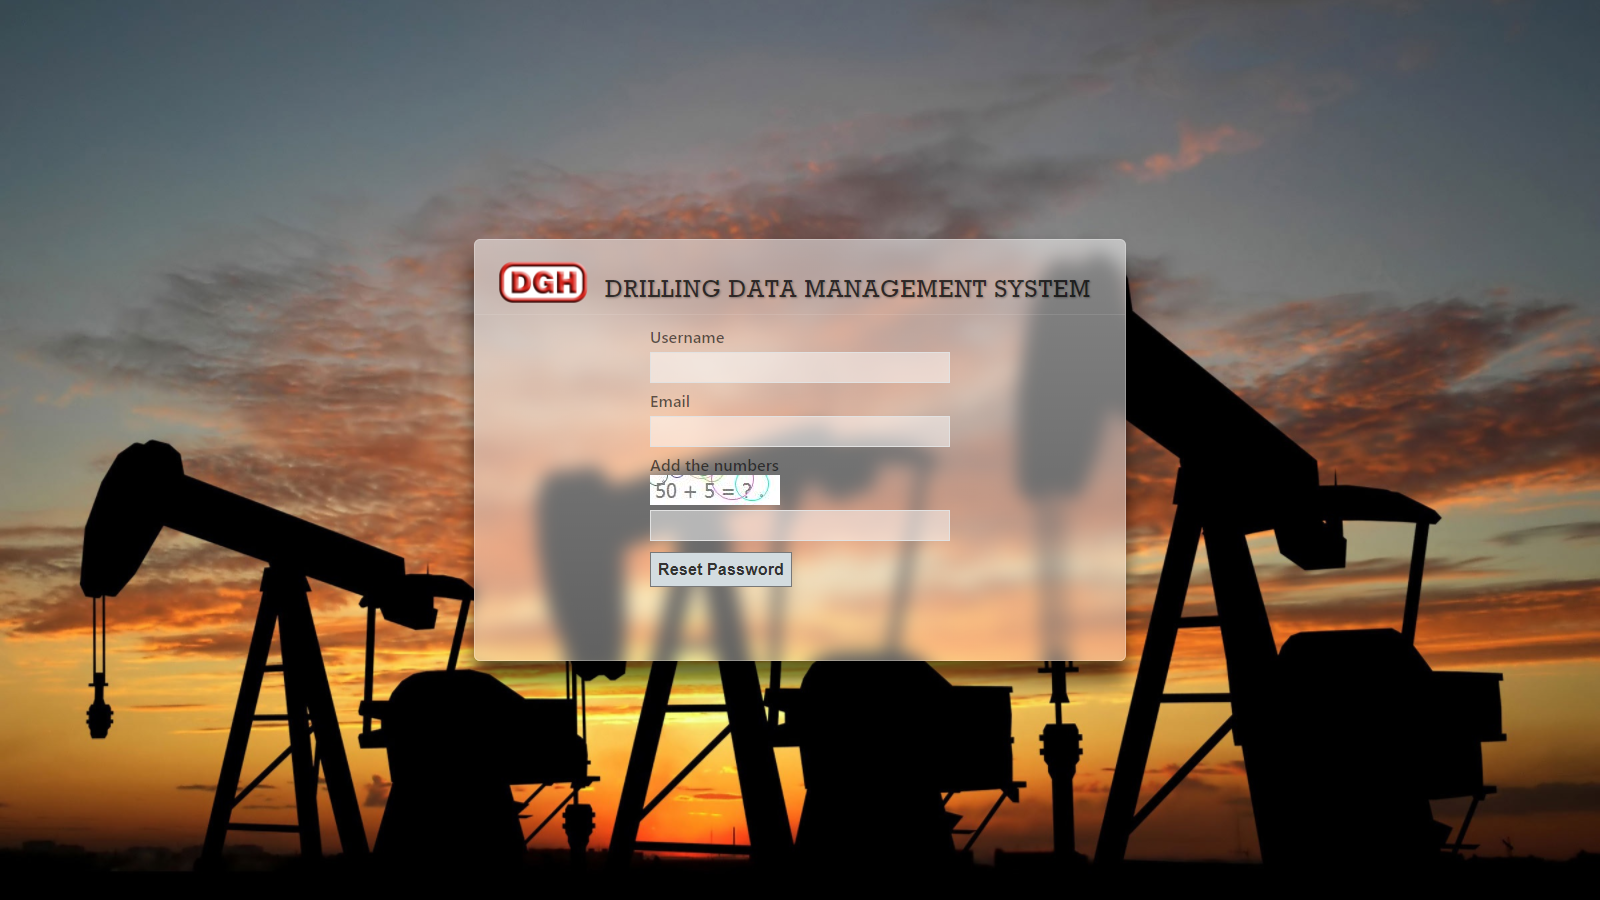 DGH
DRILLING DATA MANAGEMENT SYSTEM
Username
Email
Add the numbers
50 + 5 = ?
Reset Password